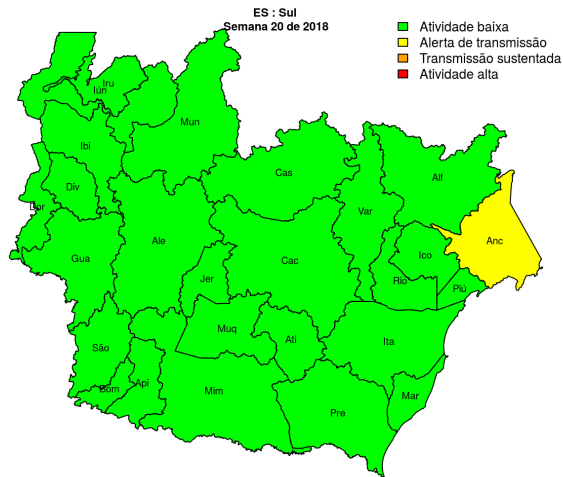 ES : Sul
Semana 20 de 2018
Atividade baixa
Alerta de transmissão
Transmissão sustentada
Atividade alta
Iru
Iún
Mun
Ibi
Cas
Alf
Div
Dor
Var
Ale
Anc
Gua
Cac
Ico
Jer
Rio
Piú
Muq
Ati
Ita
São
Bom
Api
Mim
Mar
Pre